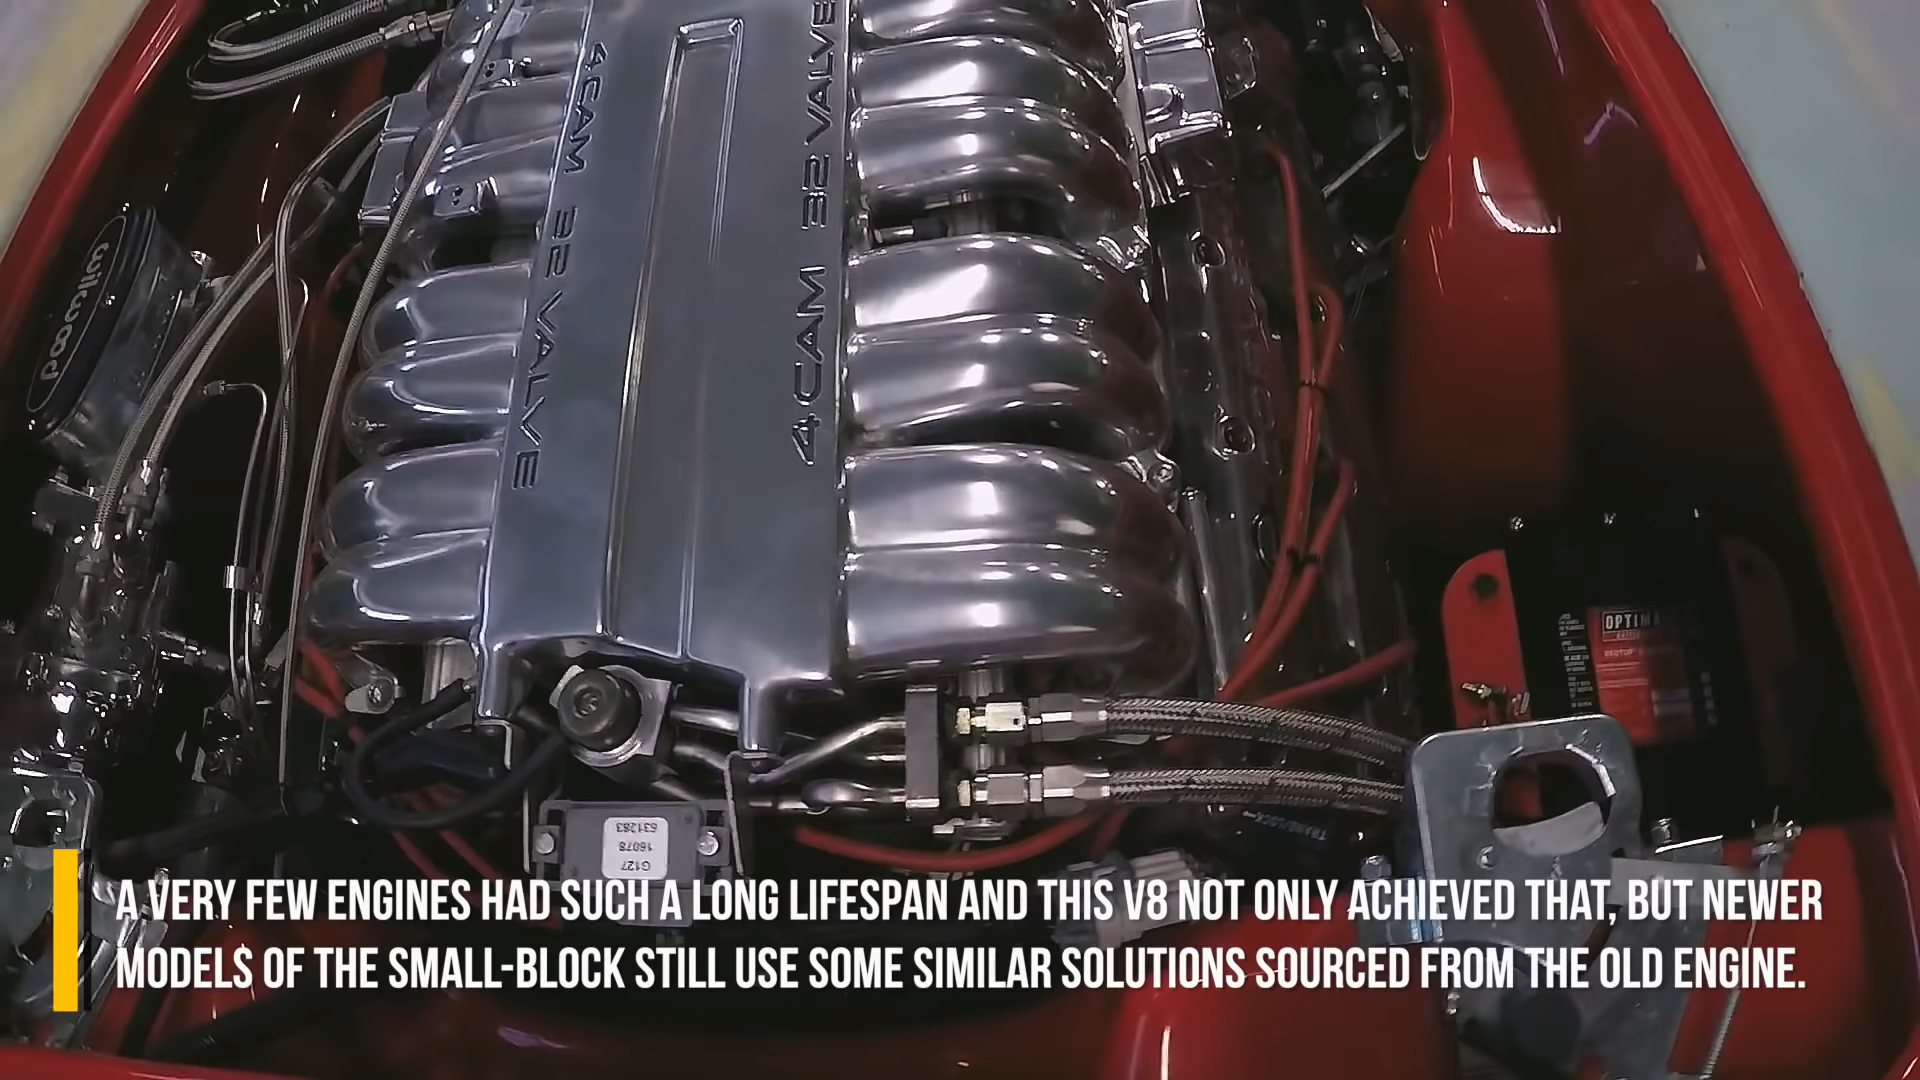 4 CAM 32 VALVE
4 CAM 32 VALVE
wilwood
OPTIMA
G127
16078
631283
A VERY FEW ENGINES HAD SUCH A LONG LIFESPAN AND THIS V8 NOT ONLY ACHIEVED THAT, BUT NEWER
MODELS OF THE SMALL-BLOCK STILL USE SOME SIMILAR SOLUTIONS SOURCED FROM THE OLD ENGINE.